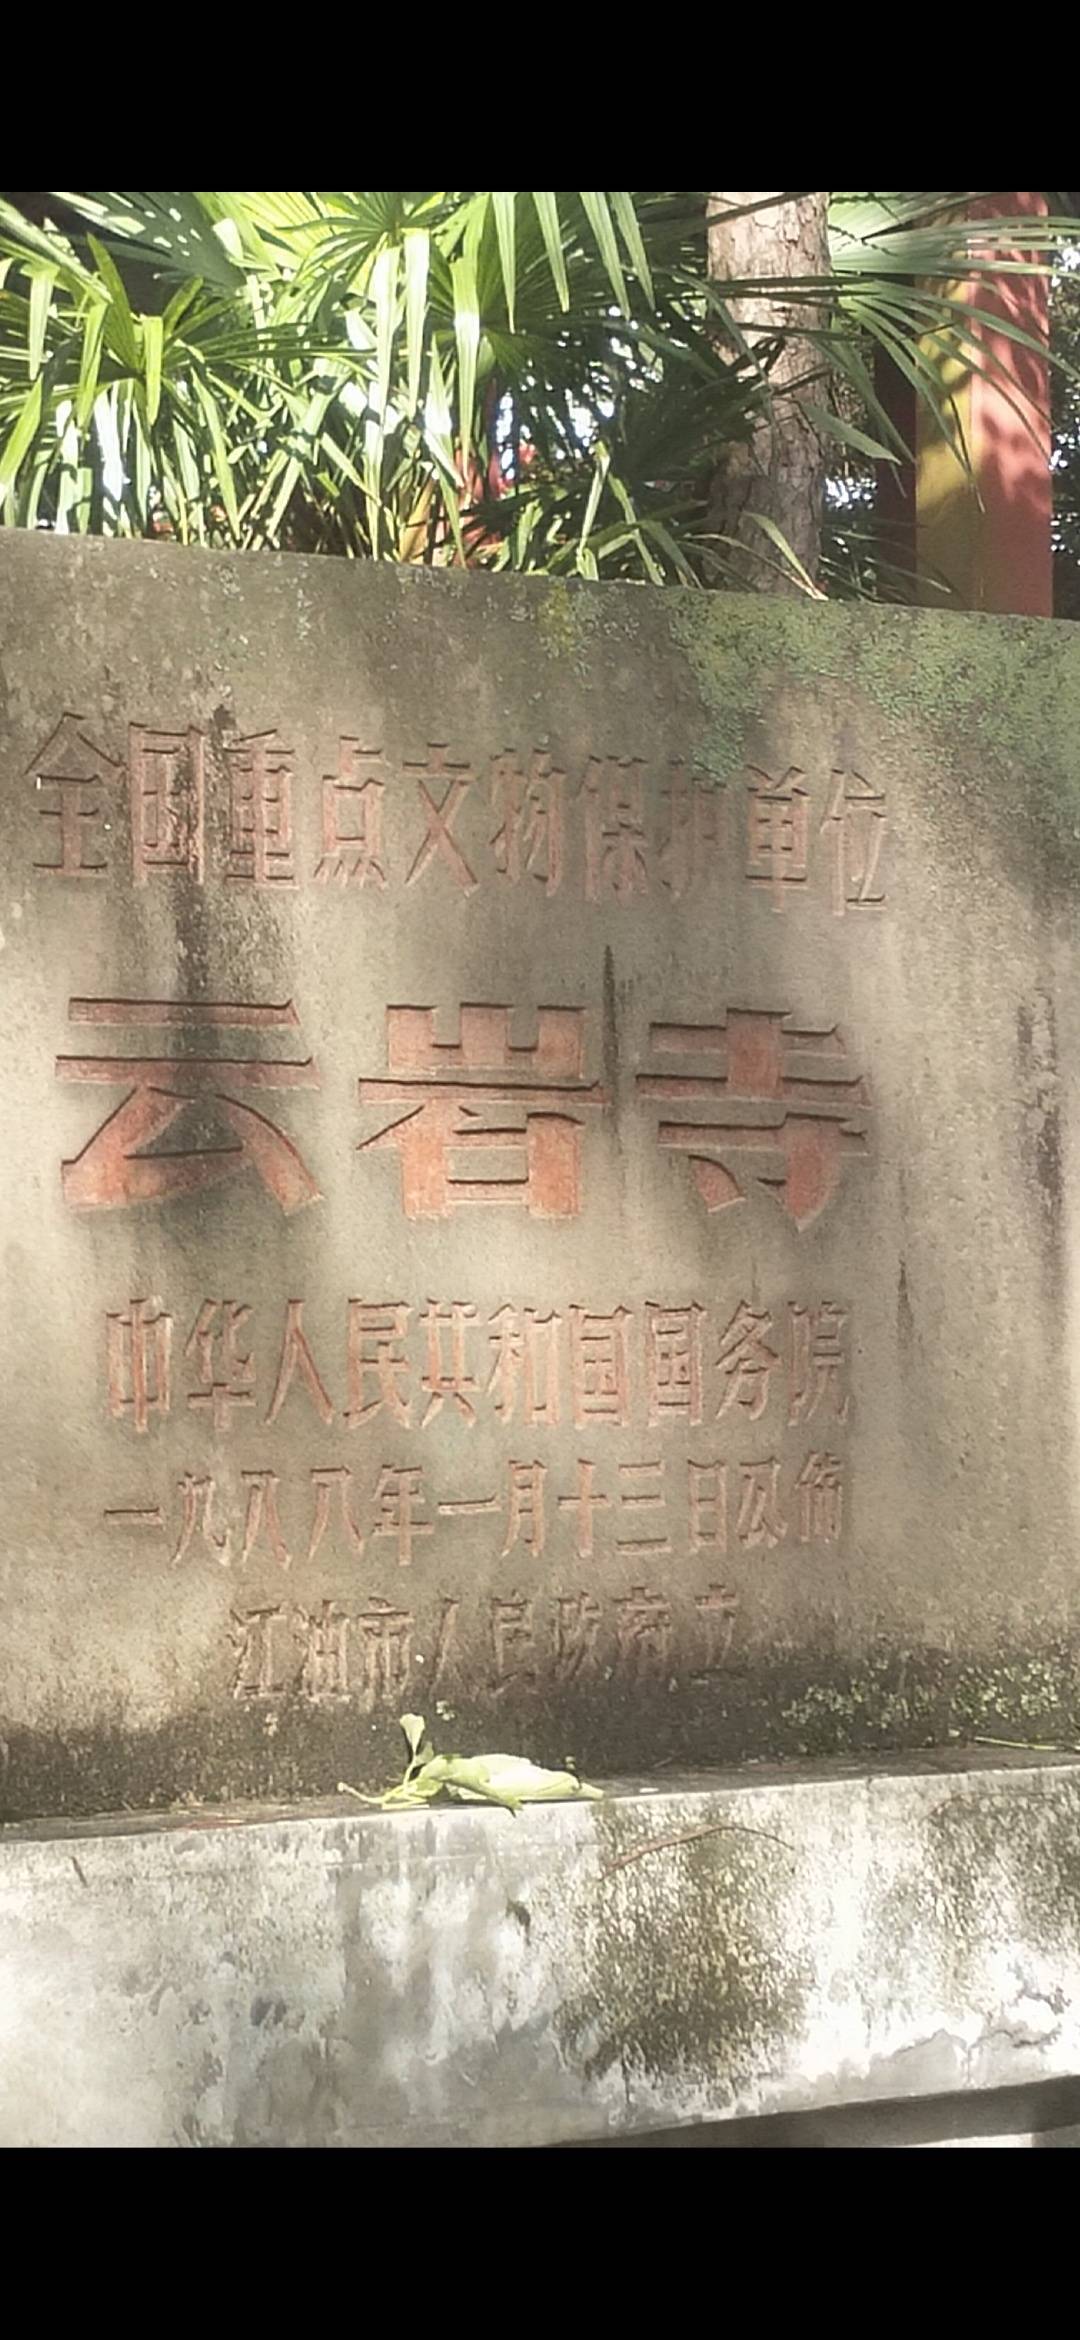 全国重点文物保护单位
云岩寺
中华人民共和国国务院
一九八八年一月十三日公佈
江油市人民政府立